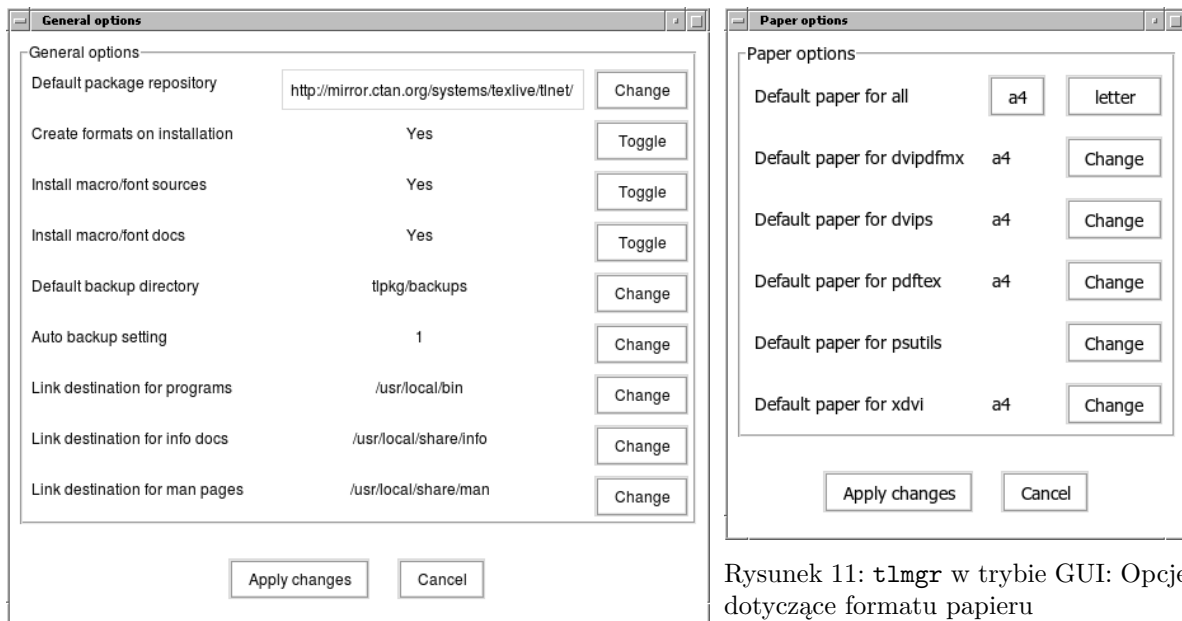 General options
General options
Default package repository http://mirror.ctan.org/systems/texlive/tlnet/ Change
Create formats on installation Yes Toggle
Install macro/font sources Yes Toggle
Install macro/font docs Yes Toggle
Default backup directory tlpkg/backups Change
Auto backup setting 1 Change
Link destination for programs /usr/local/bin Change
Link destination for info docs /usr/local/share/info Change
Link destination for man pages /usr/local/share/man Change
Apply changes Cancel
Paper options
Paper options
Default paper for all a4 letter
Default paper for dvipdfmx a4 Change
Default paper for dvips a4 Change
Default paper for pdftex a4 Change
Default paper for psutils Change
Default paper for xdvi a4 Change
Apply changes Cancel
Rysunek 11: tlmgr w trybie GUI: Opcje
dotyczące formatu papieru